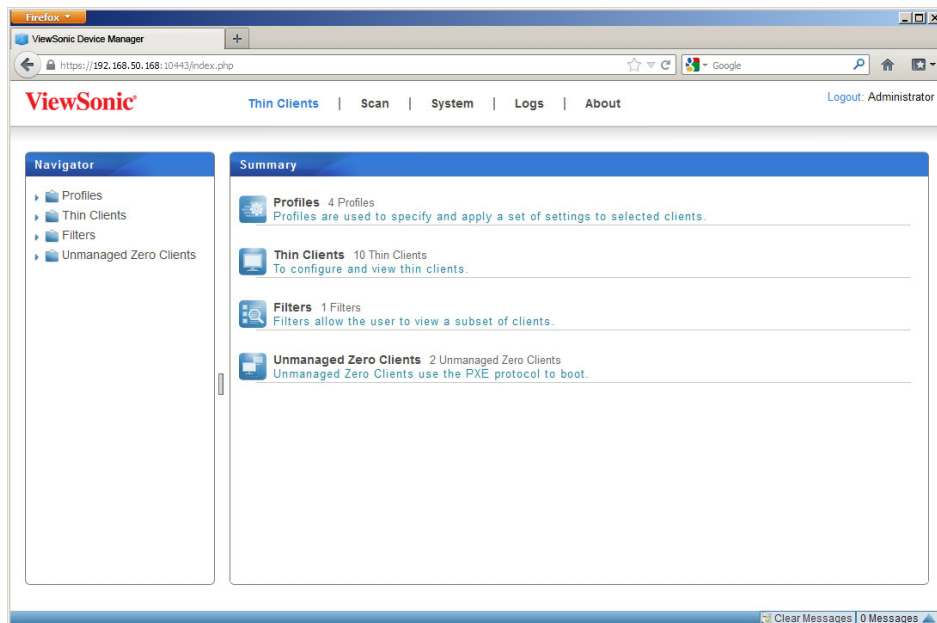 Firefox
ViewSonic Device Manager
https://192.168.50.168:10443/index.php
Google
ViewSonic®
Thin Clients | Scan | System | Logs | About
Logout: Administrator
Navigator
Profiles
Thin Clients
Filters
Unmanaged Zero Clients
Summary
Profiles 4 Profiles
Profiles are used to specify and apply a set of settings to selected clients.
Thin Clients 10 Thin Clients
To configure and view thin clients.
Filters 1 Filters
Filters allow the user to view a subset of clients.
Unmanaged Zero Clients 2 Unmanaged Zero Clients
Unmanaged Zero Clients use the PXE protocol to boot.
Clear Messages 0 Messages